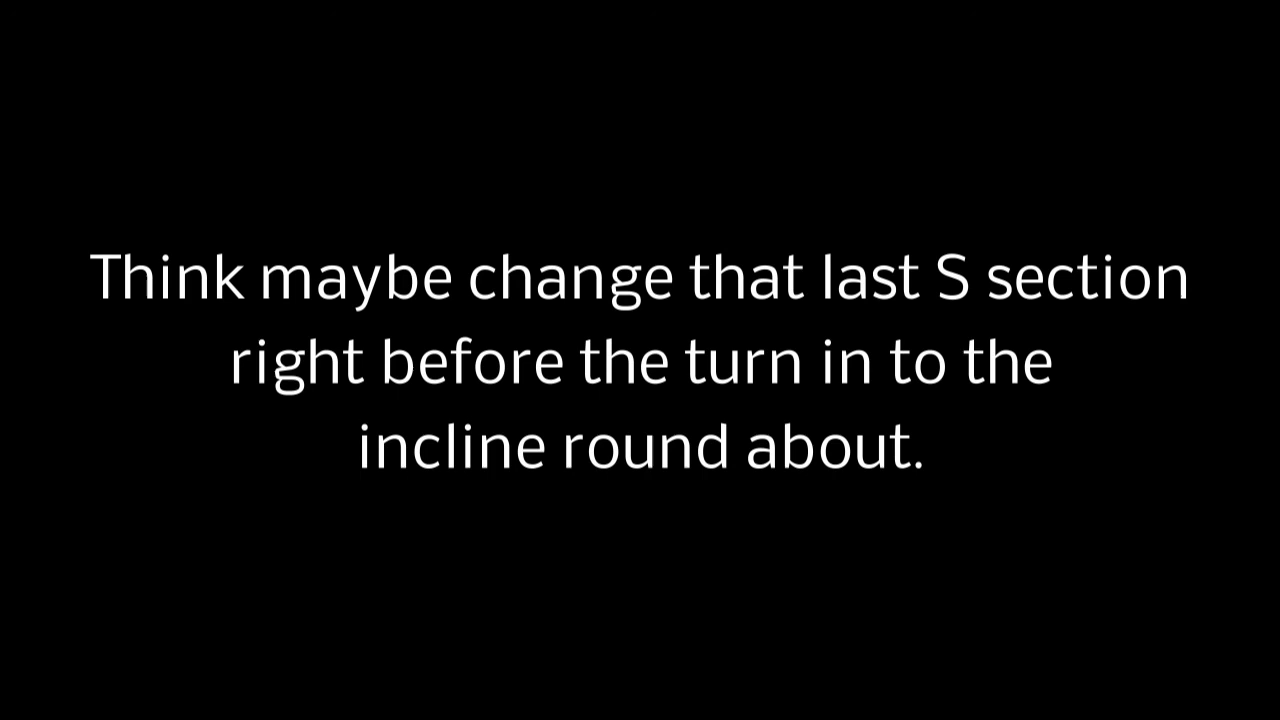 Think maybe change that last S section
right before the turn in to the
incline round about.